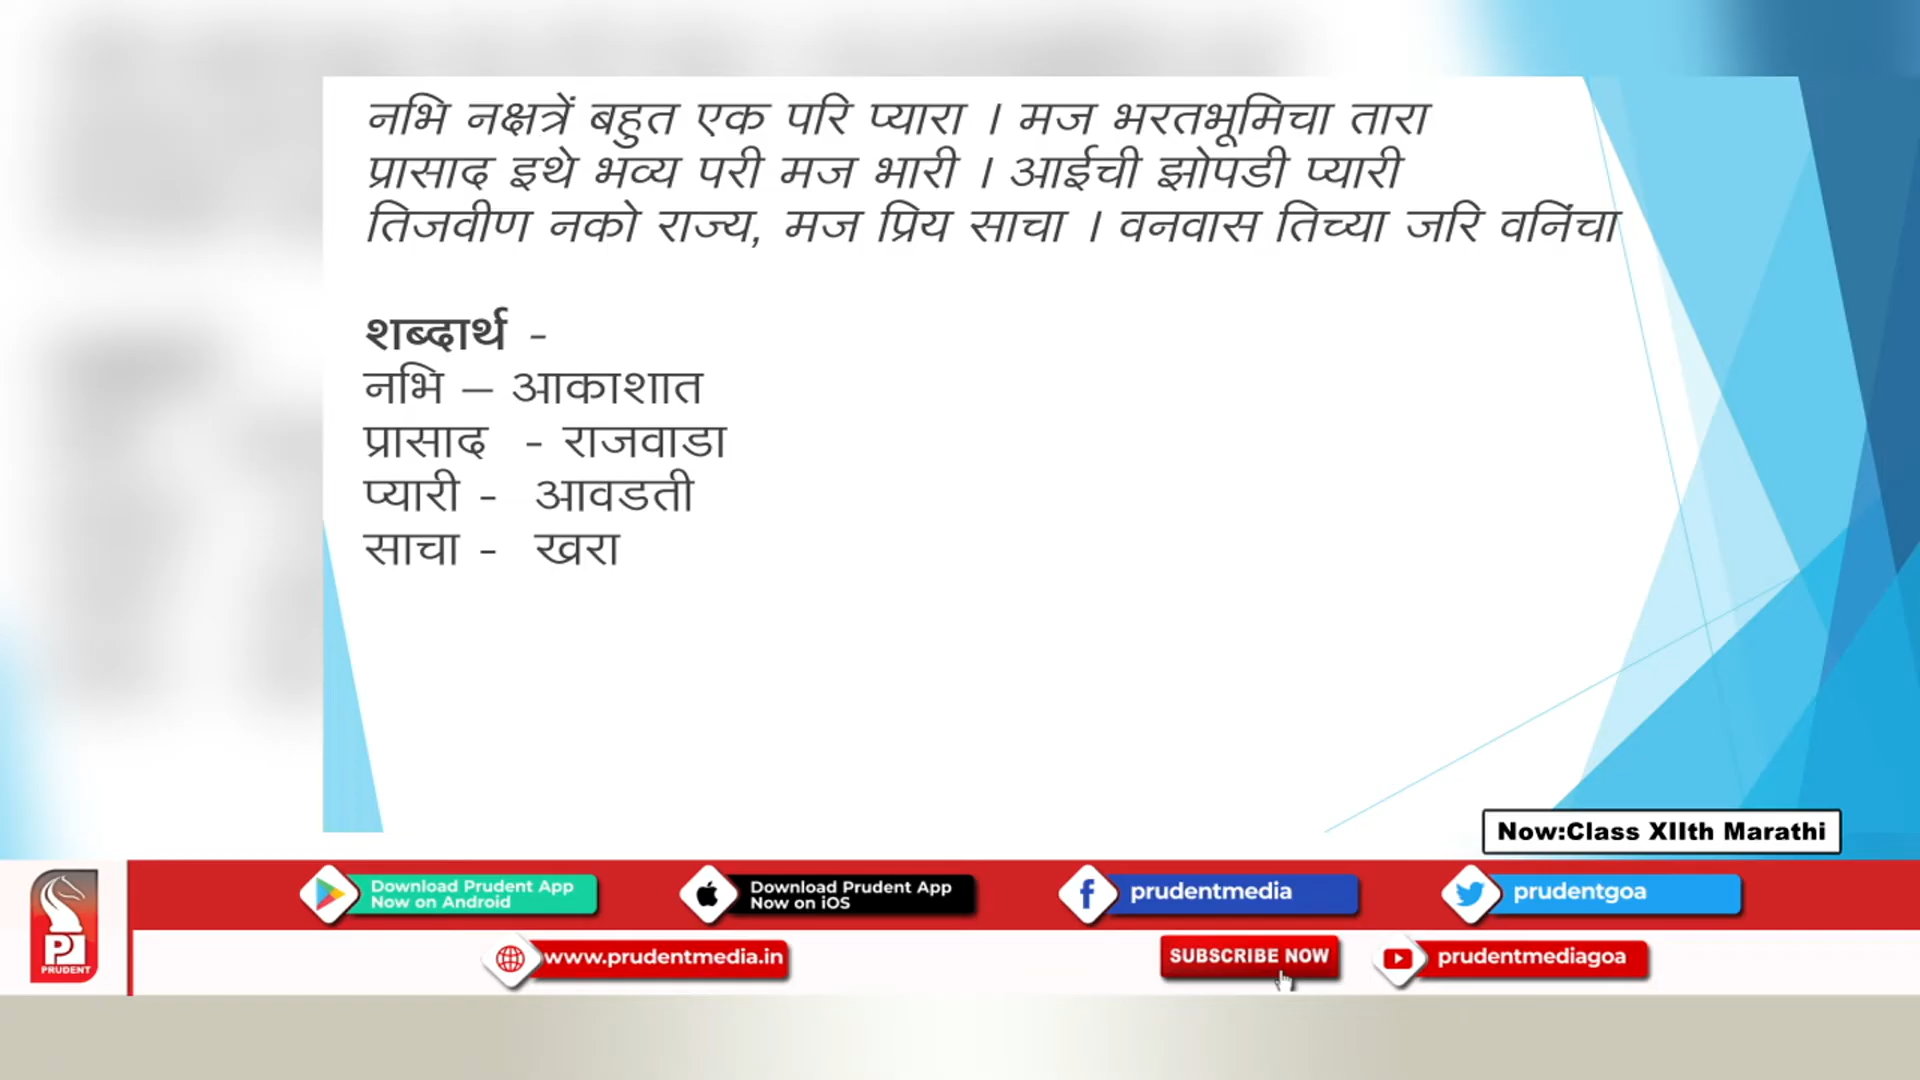 नभि नक्षत्रें बहुत एक परि प्यारा । मज भरतभूमिचा तारा
प्रासाद इथे भव्य परी मज भारी । आईची झोपडी प्यारी
तिजवीण नको राज्य, मज प्रिय साचा । वनवास तिच्या जरि वनिंचा
शब्दार्थ -
नभि – आकाशात
प्रासाद - राजवाडा
प्यारी - आवडती
साचा - खरा
Now:Class XIIth Marathi
Download Prudent App
Now on Android
Download Prudent App
Now on iOS
prudentmedia
prudentgoa
PRUDENT
www.prudentmedia.in
SUBSCRIBE NOW
prudentmediagoa